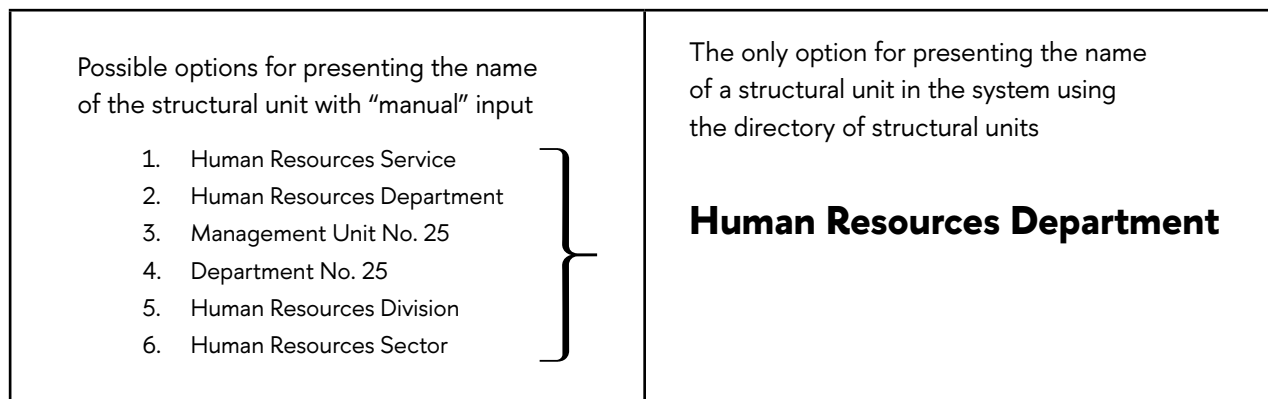 Possible options for presenting the name
of the structural unit with “manual” input
1. Human Resources Service
2. Human Resources Department
3. Management Unit No. 25
4. Department No. 25
5. Human Resources Division
6. Human Resources Sector
The only option for presenting the name
of a structural unit in the system using
the directory of structural units
Human Resources Department